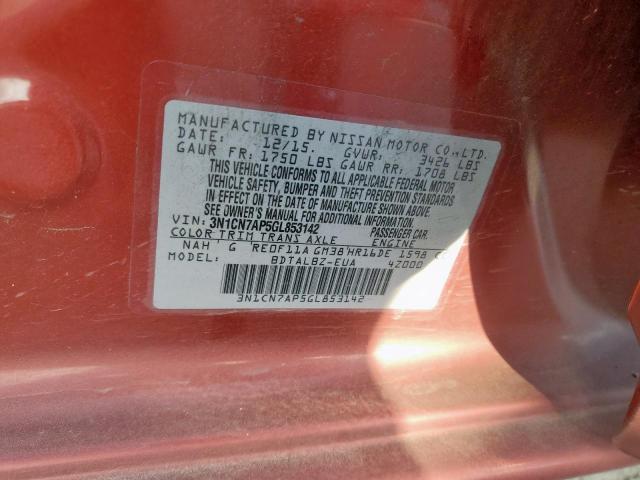 MANUFACTURED BY NISSAN MOTOR CO.,LTD.
DATE: 12/15. GVWR: 3426 LBS
GAWR FR: 1750 LBS GAWR RR: 1708 LBS
THIS VEHICLE CONFORMS TO ALL APPLICABLE FEDERAL MOTOR
VEHICLE SAFETY, BUMPER AND THEFT PREVENTION STANDARDS
IN EFFECT ON THE DATE OF MANUFACTURE SHOWN ABOVE.
SEE OWNER'S MANUAL FOR ADDITIONAL INFORMATION.
VIN: 3N1CN7AP5GL853142 PASSENGER CAR
COLOR TRIM TRANS AXLE ENGINE
NAH G RE0F11A GM38 HR16DE 1598 CC
MODEL: BDTALBZ-EUA 42000
3N1CN7AP5GL853142